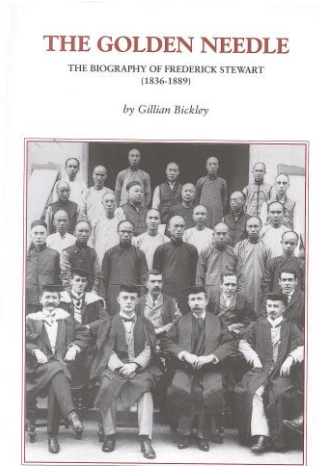 THE GOLDEN NEEDLE
THE BIOGRAPHY OF FREDERICK STEWART
(1836-1889)
by Gillian Bickley